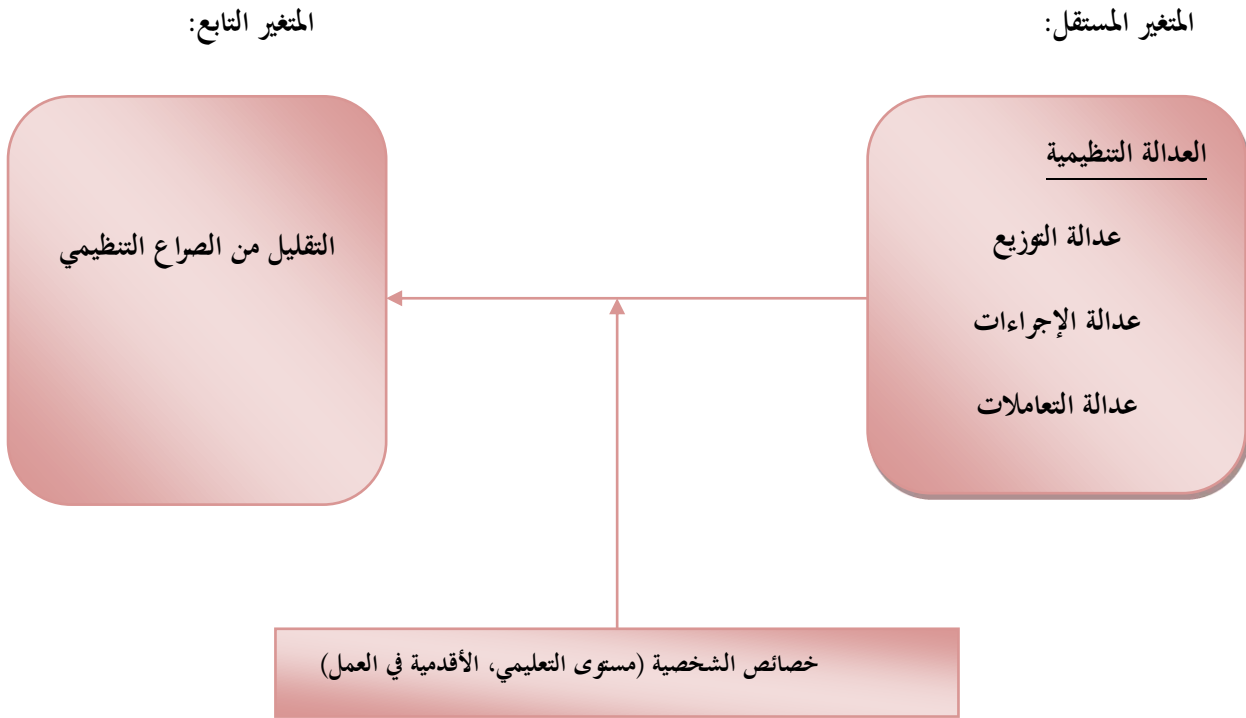 المتغير المستقل:
المتغير التابع:
العدالة التنظيمية
عدالة التوزيع
عدالة الإجراءات
عدالة التعاملات
التقليل من الصراع التنظيمي
خصائص الشخصية (مستوى التعليمي، الأقدمية في العمل)